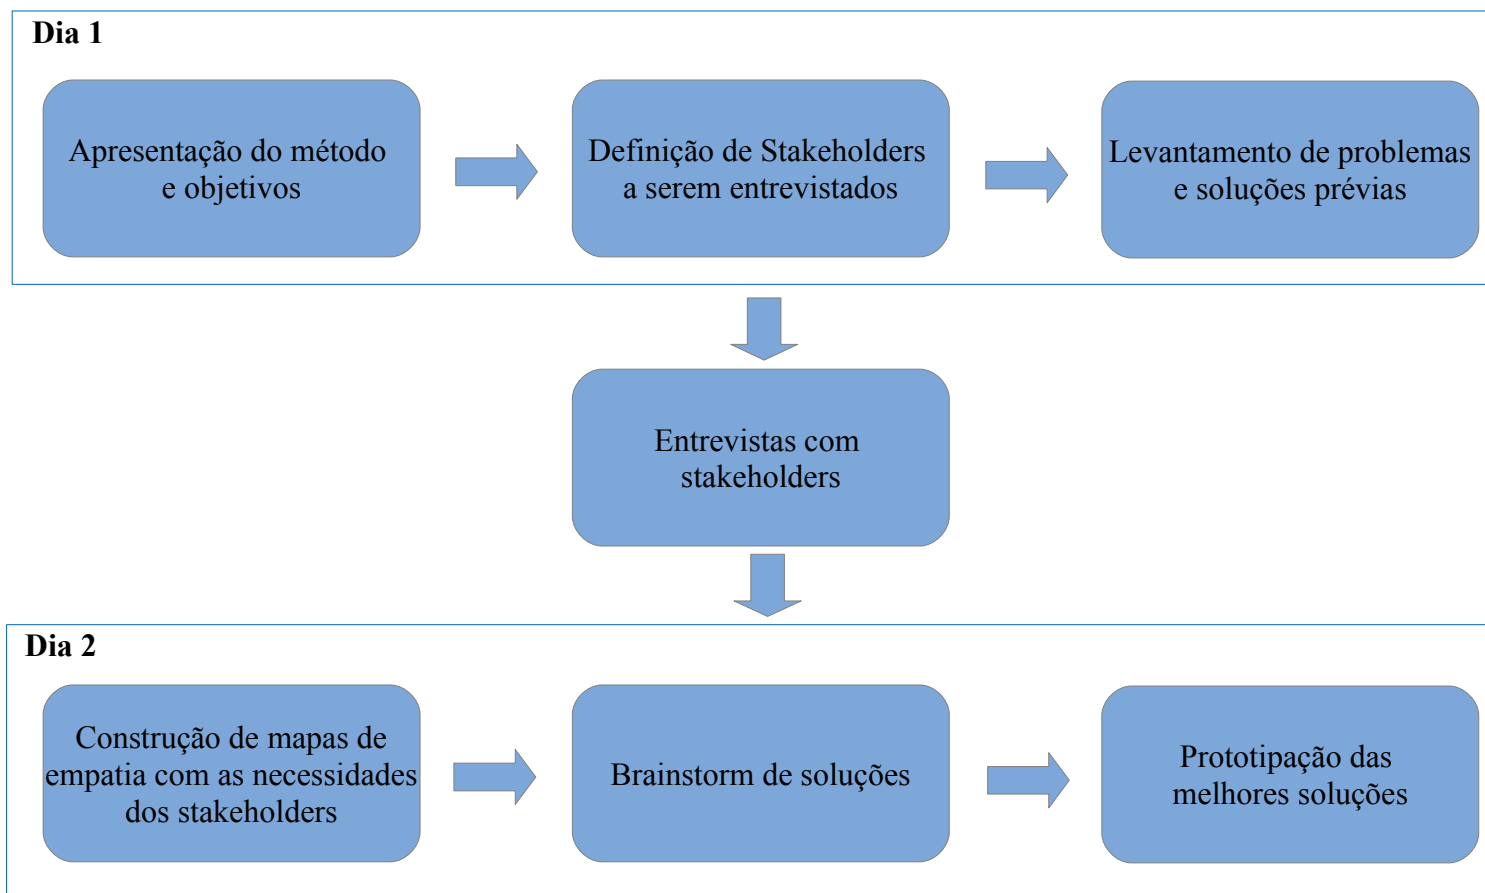 Dia 1
Apresentação do método
e objetivos
Definição de Stakeholders
a serem entrevistados
Levantamento de problemas
e soluções prévias
Entrevistas com
stakeholders
Dia 2
Construção de mapas de
empatia com as necessidades
dos stakeholders
Brainstorm de soluções
Prototipação das
melhores soluções